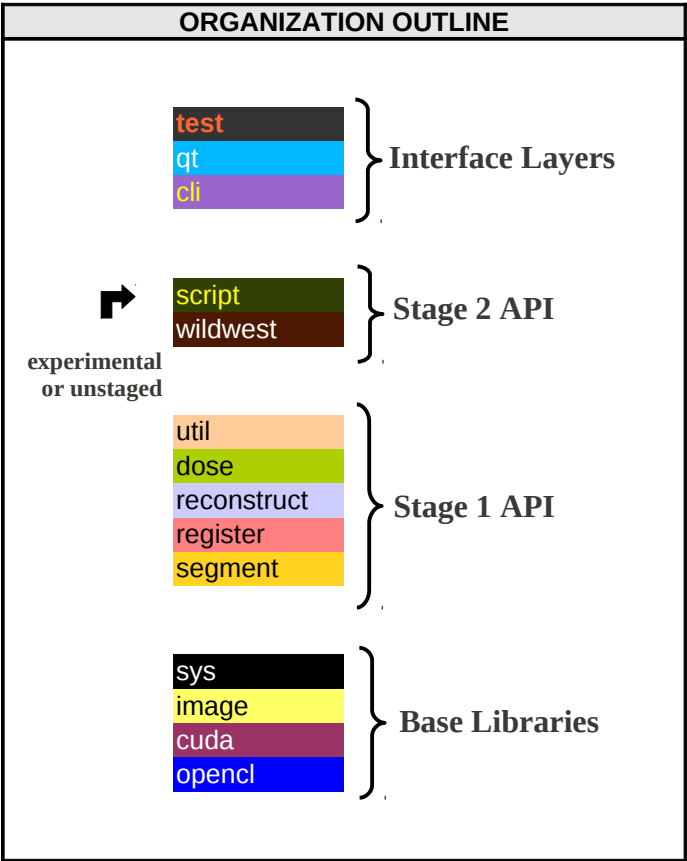 ORGANIZATION OUTLINE
test
qt
cli
Interface Layers
script
wildwest
Stage 2 API
experimental
or unstaged
util
dose
reconstruct
register
segment
Stage 1 API
sys
image
cuda
opencl
Base Libraries